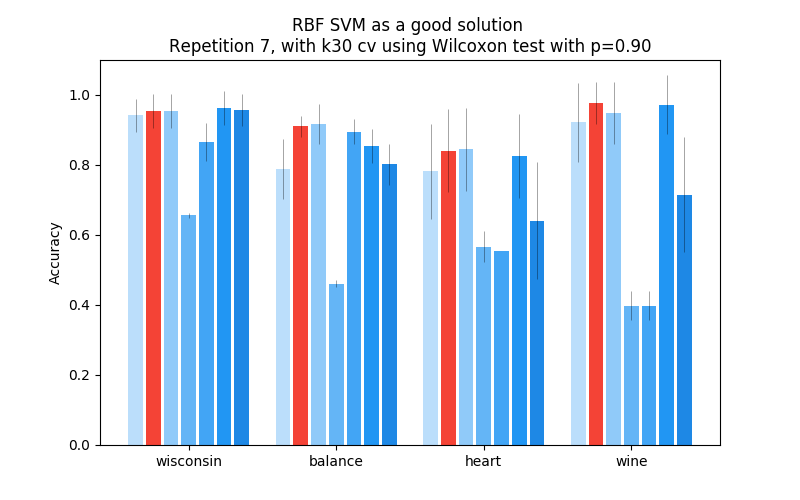 RBF SVM as a good solution
Repetition 7, with k30 cv using Wilcoxon test with p=0.90
1.0
0.8
0.6
0.4
0.2
0.0
Accuracy
wisconsin
balance
heart
wine